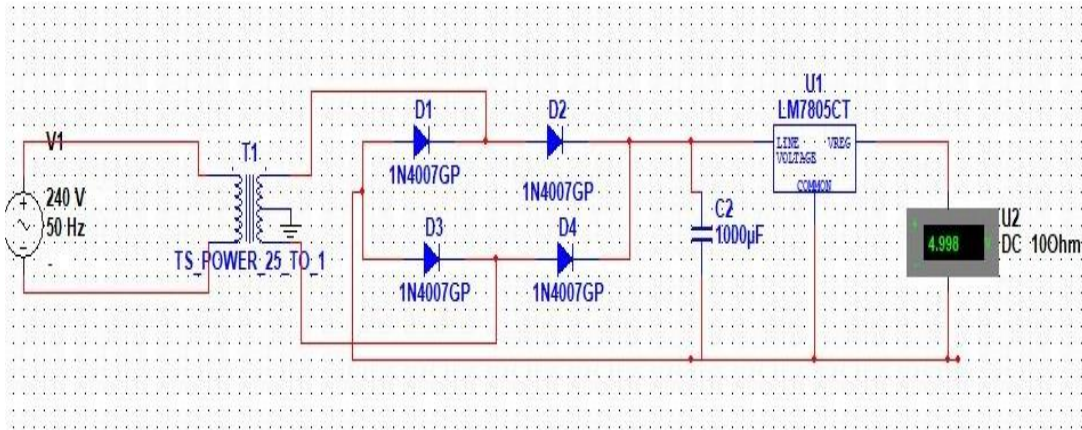 V1
240 V
50 Hz
T1
TS_POWER_25_TO_1
D1
1N4007GP
D2
1N4007GP
D3
1N4007GP
D4
1N4007GP
C2
1000µF
U1
LM7805CT
LINE VREG
VOLTAGE
COMMON
U2
4.998 V
DC 10Ohm